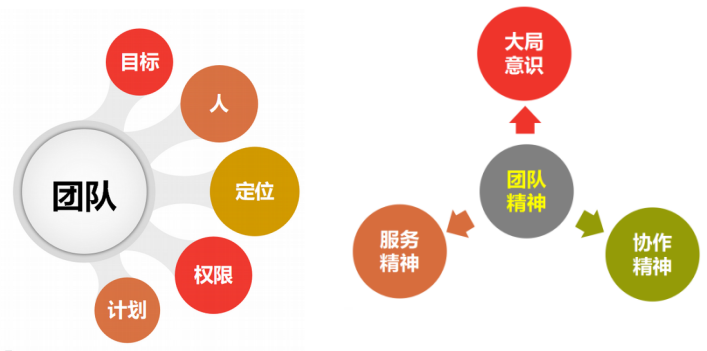 目标
人
定位
权限
计划
团队
大局
意识
团队
精神
服务
精神
协作
精神